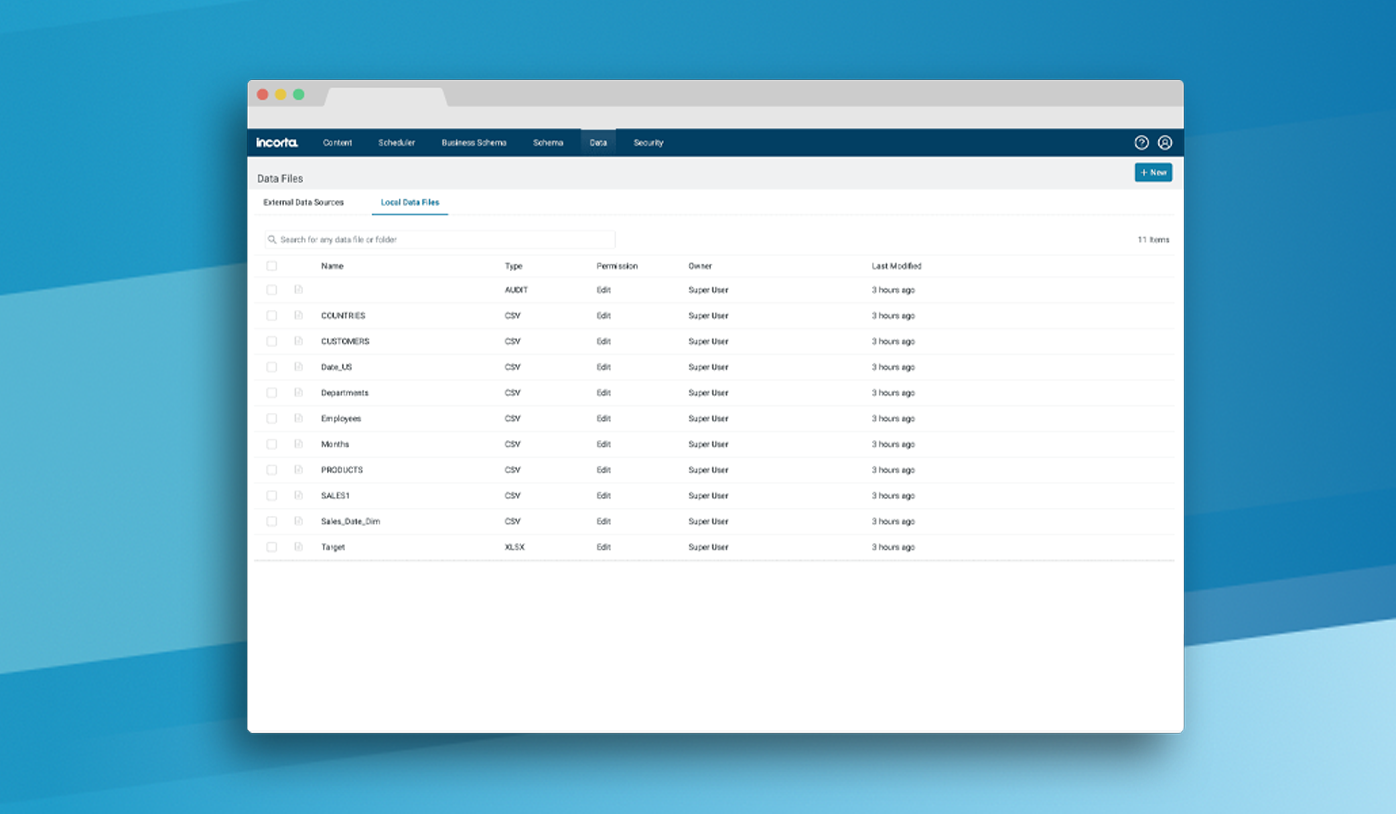 incorta. Content Scheduler Business Schema Schema Data Security
Data Files + New
External Data Sources Local Data Files
Search for any data file or folder 11 Items
Name Type Permission Owner Last Modified
AUDIT Edit Super User 3 hours ago
COUNTRIES CSV Edit Super User 3 hours ago
CUSTOMERS CSV Edit Super User 3 hours ago
Date_US CSV Edit Super User 3 hours ago
Departments CSV Edit Super User 3 hours ago
Employees CSV Edit Super User 3 hours ago
Months CSV Edit Super User 3 hours ago
PRODUCTS CSV Edit Super User 3 hours ago
SALES1 CSV Edit Super User 3 hours ago
Sales_Date_Dim CSV Edit Super User 3 hours ago
Target XLSX Edit Super User 3 hours ago